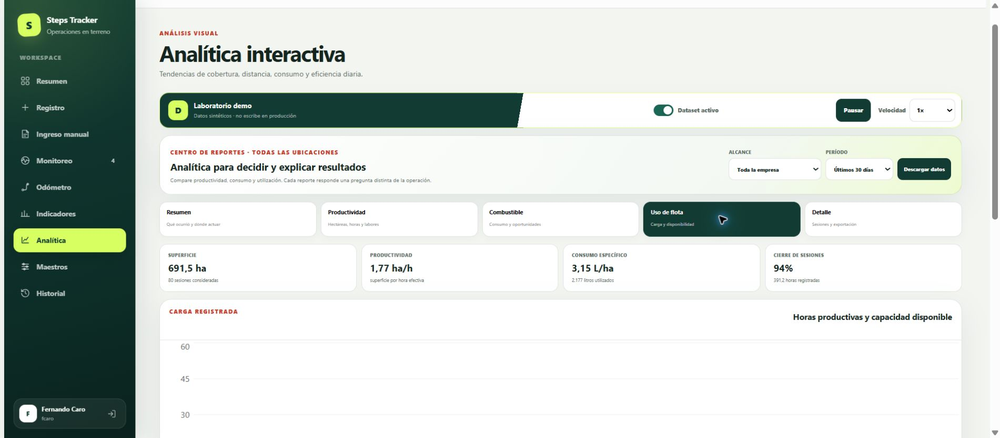 S
Steps Tracker
Operaciones en terreno
WORKSPACE
Resumen
Registro
Ingreso manual
Monitoreo 4
Odómetro
Indicadores
Analítica
Maestros
Historial
F
Fernando Caro
fcaro
ANÁLISIS VISUAL
Analítica interactiva
Tendencias de cobertura, distancia, consumo y eficiencia diaria.
D
Laboratorio demo
Datos sintéticos · no escribe en producción
Dataset activo
Pausar
Velocidad
1×
CENTRO DE REPORTES · TODAS LAS UBICACIONES
Analítica para decidir y explicar resultados
Compare productividad, consumo y utilización. Cada reporte responde una pregunta distinta de la operación.
ALCANCE
Toda la empresa
PERÍODO
Últimos 30 días
Descargar datos
Resumen
Qué ocurrió y dónde actuar
Productividad
Hectáreas, horas y labores
Combustible
Consumo y oportunidades
Uso de flota
Carga y disponibilidad
Detalle
Sesiones y exportación
SUPERFICIE
691,5 ha
80 sesiones consideradas
PRODUCTIVIDAD
1,77 ha/h
superficie por hora efectiva
CONSUMO ESPECÍFICO
3,15 L/ha
2.177 litros utilizados
CIERRE DE SESIONES
94%
391,2 horas registradas
CARGA REGISTRADA
Horas productivas y capacidad disponible
60
45
30